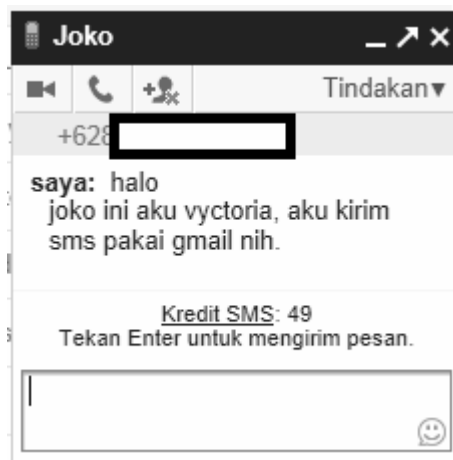 Joko
Tindakan
+628
saya: halo
joko ini aku vyctoria, aku kirim
sms pakai gmail nih.
Kredit SMS: 49
Tekan Enter untuk mengirim pesan.